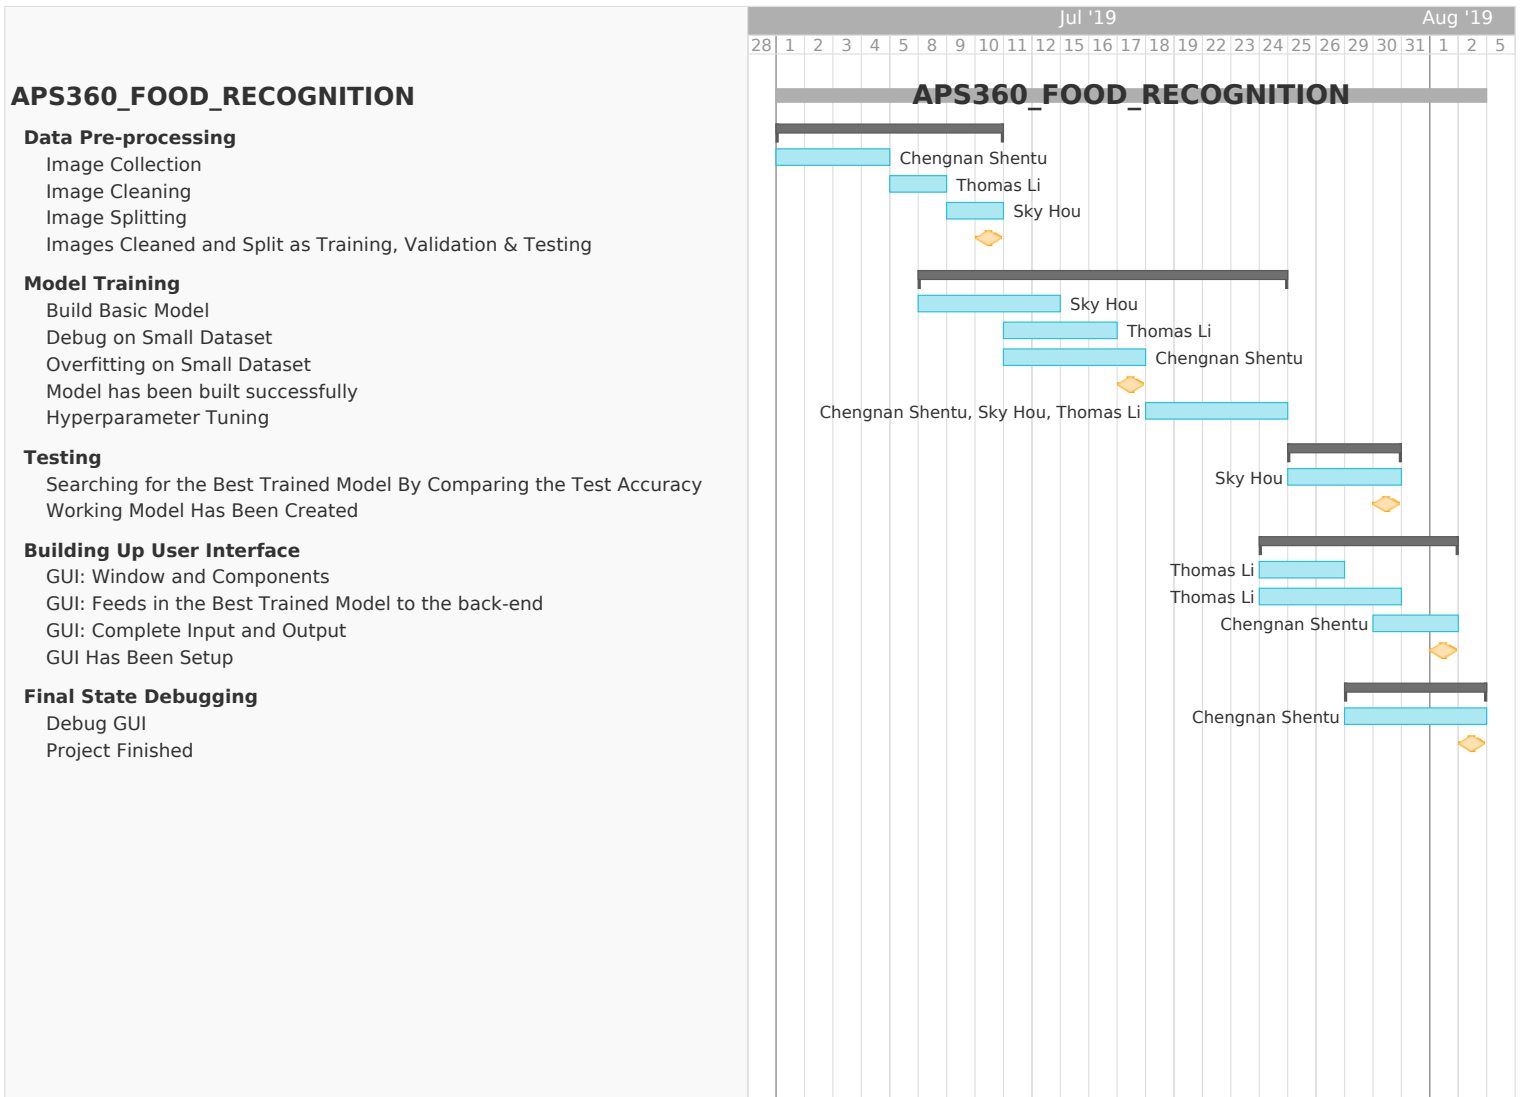 Jul '19 Aug '19
28 1 2 3 4 5 8 9 10 11 12 15 16 17 18 19 22 23 24 25 26 29 30 31 1 2 5
APS360_FOOD_RECOGNITION APS360_FOOD_RECOGNITION
Data Pre-processing
Image Collection Chengnan Shentu
Image Cleaning Thomas Li
Image Splitting Sky Hou
Images Cleaned and Split as Training, Validation & Testing
Model Training
Build Basic Model Sky Hou
Debug on Small Dataset Thomas Li
Overfitting on Small Dataset Chengnan Shentu
Model has been built successfully
Hyperparameter Tuning Chengnan Shentu, Sky Hou, Thomas Li
Testing
Searching for the Best Trained Model By Comparing the Test Accuracy Sky Hou
Working Model Has Been Created
Building Up User Interface
GUI: Window and Components Thomas Li
GUI: Feeds in the Best Trained Model to the back-end Thomas Li
GUI: Complete Input and Output Chengnan Shentu
GUI Has Been Setup
Final State Debugging
Debug GUI Chengnan Shentu
Project Finished